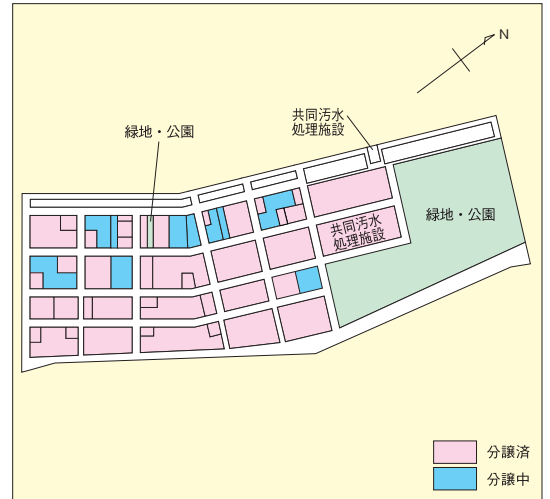 N
共同汚水
処理施設
緑地・公園
緑地・公園
共同汚水
処理施設
分譲済
分譲中